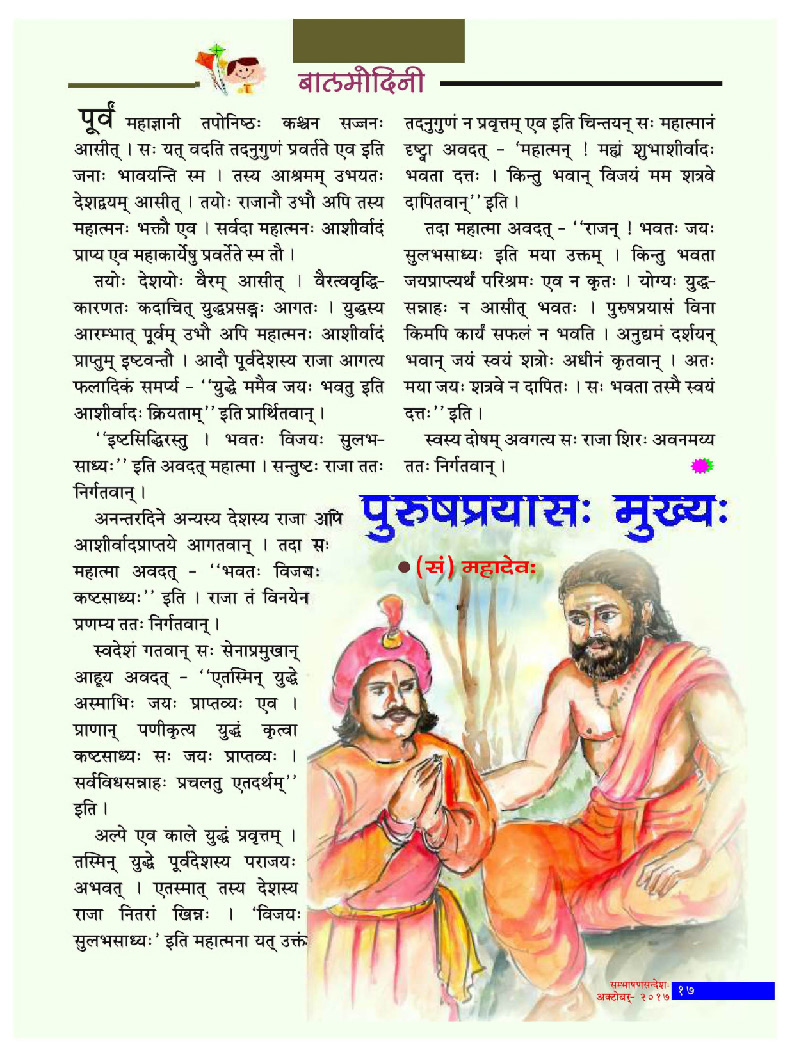 बालमोदिनी
पूर्वं महाज्ञानी तपोनिष्ठः कश्चन सज्जनः
आसीत् । सः यत् वदति तदनुगुणं प्रवर्तते एव इति
जनाः भावयन्ति स्म । तस्य आश्रमम् उभयतः
देशद्वयम् आसीत् । तयोः राजानौ उभौ अपि तस्य
महात्मनः भक्तौ एव । सर्वदा महात्मनः आशीर्वादं
प्राप्य एव महाकार्येषु प्रवर्तेते स्म तौ ।
तयोः देशयोः वैरम् आसीत् । वैरत्ववृद्धि-
कारणतः कदाचित् युद्धप्रसङ्गः आगतः । युद्धस्य
आरम्भात् पूर्वम् उभौ अपि महात्मनः आशीर्वादं
प्राप्तुम् इष्टवन्तौ । आदौ पूर्वदेशस्य राजा आगत्य
फलादिकं समर्प्य - ‘‘युद्धे ममैव जयः भवतु इति
आशीर्वादः क्रियताम्’’ इति प्रार्थितवान् ।
‘‘इष्टसिद्धिरस्तु । भवतः विजयः सुलभ-
साध्यः’’ इति अवदत् महात्मा । सन्तुष्टः राजा ततः
निर्गतवान् ।
अनन्तरदिने अन्यस्य देशस्य राजा अपि
आशीर्वादप्राप्तये आगतवान् । तदा सः
महात्मा अवदत् - ‘‘भवतः विजयः
कष्टसाध्यः’’ इति । राजा तं विनयेन
प्रणम्य ततः निर्गतवान् ।
स्वदेशं गतवान् सः सेनाप्रमुखान्
आहूय अवदत् - ‘‘एतस्मिन् युद्धे
अस्माभिः जयः प्राप्तव्यः एव ।
प्राणान् पणीकृत्य युद्धं कृत्वा
कष्टसाध्यः सः जयः प्राप्तव्यः ।
सर्वविधसन्नाहः प्रचलतु एतदर्थम्’’
इति ।
अल्पे एव काले युद्धं प्रवृत्तम् ।
तस्मिन् युद्धे पूर्वदेशस्य पराजयः
अभवत् । एतस्मात् तस्य देशस्य
राजा नितरां खिन्नः । ‘विजयः
सुलभसाध्यः’ इति महात्मना यत् उक्तं
तदनुगुणं न प्रवृत्तम् एव इति चिन्तयन् सः महात्मानं
दृष्ट्वा अवदत् - ‘महात्मन् ! मह्यं शुभाशीर्वादः
भवता दत्तः । किन्तु भवान् विजयं मम शत्रवे
दापितवान्’’ इति ।
तदा महात्मा अवदत् - ‘‘राजन् ! भवतः जयः
सुलभसाध्यः इति मया उक्तम् । किन्तु भवता
जयप्राप्त्यर्थं परिश्रमः एव न कृतः । योग्यः युद्ध-
सन्नाहः न आसीत् भवतः । पुरुषप्रयासं विना
किमपि कार्यं सफलं न भवति । अनुद्यमं दर्शयन्
भवान् जयं स्वयं शत्रोः अधीनं कृतवान् । अतः
मया जयः शत्रवे न दापितः । सः भवता तस्मै स्वयं
दत्तः’’ इति ।
स्वस्य दोषम् अवगत्य सः राजा शिरः अवनमय्य
ततः निर्गतवान् ।
पुरुषप्रयासः मुख्यः
• (सं) महादेवः
सम्भाषणसन्देशः
अक्टोबर्- २०१७
१७